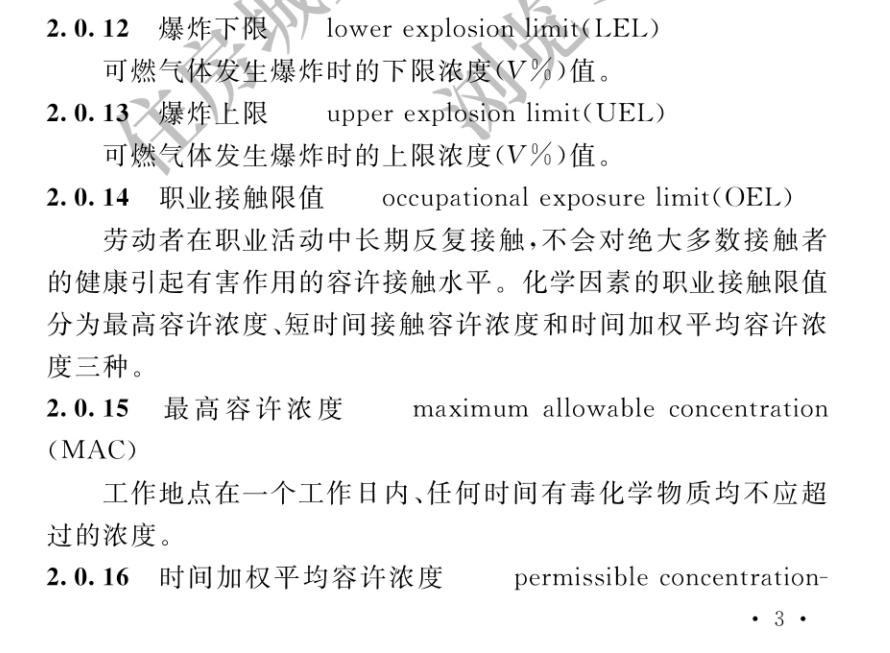 2.0.12 爆炸下限 lower explosion limit(LEL)
可燃气体发生爆炸时的下限浓度(V%)值。
2.0.13 爆炸上限 upper explosion limit(UEL)
可燃气体发生爆炸时的上限浓度(V%)值。
2.0.14 职业接触限值 occupational exposure limit(OEL)
劳动者在职业活动中长期反复接触,不会对绝大多数接触者
的健康引起有害作用的容许接触水平。化学因素的职业接触限值
分为最高容许浓度、短时间接触容许浓度和时间加权平均容许浓
度三种。
2.0.15 最高容许浓度 maximum allowable concentration
(MAC)
工作地点在一个工作日内、任何时间有毒化学物质均不应超
过的浓度。
2.0.16 时间加权平均容许浓度 permissible concentration-
· 3 ·
住房城
浏览